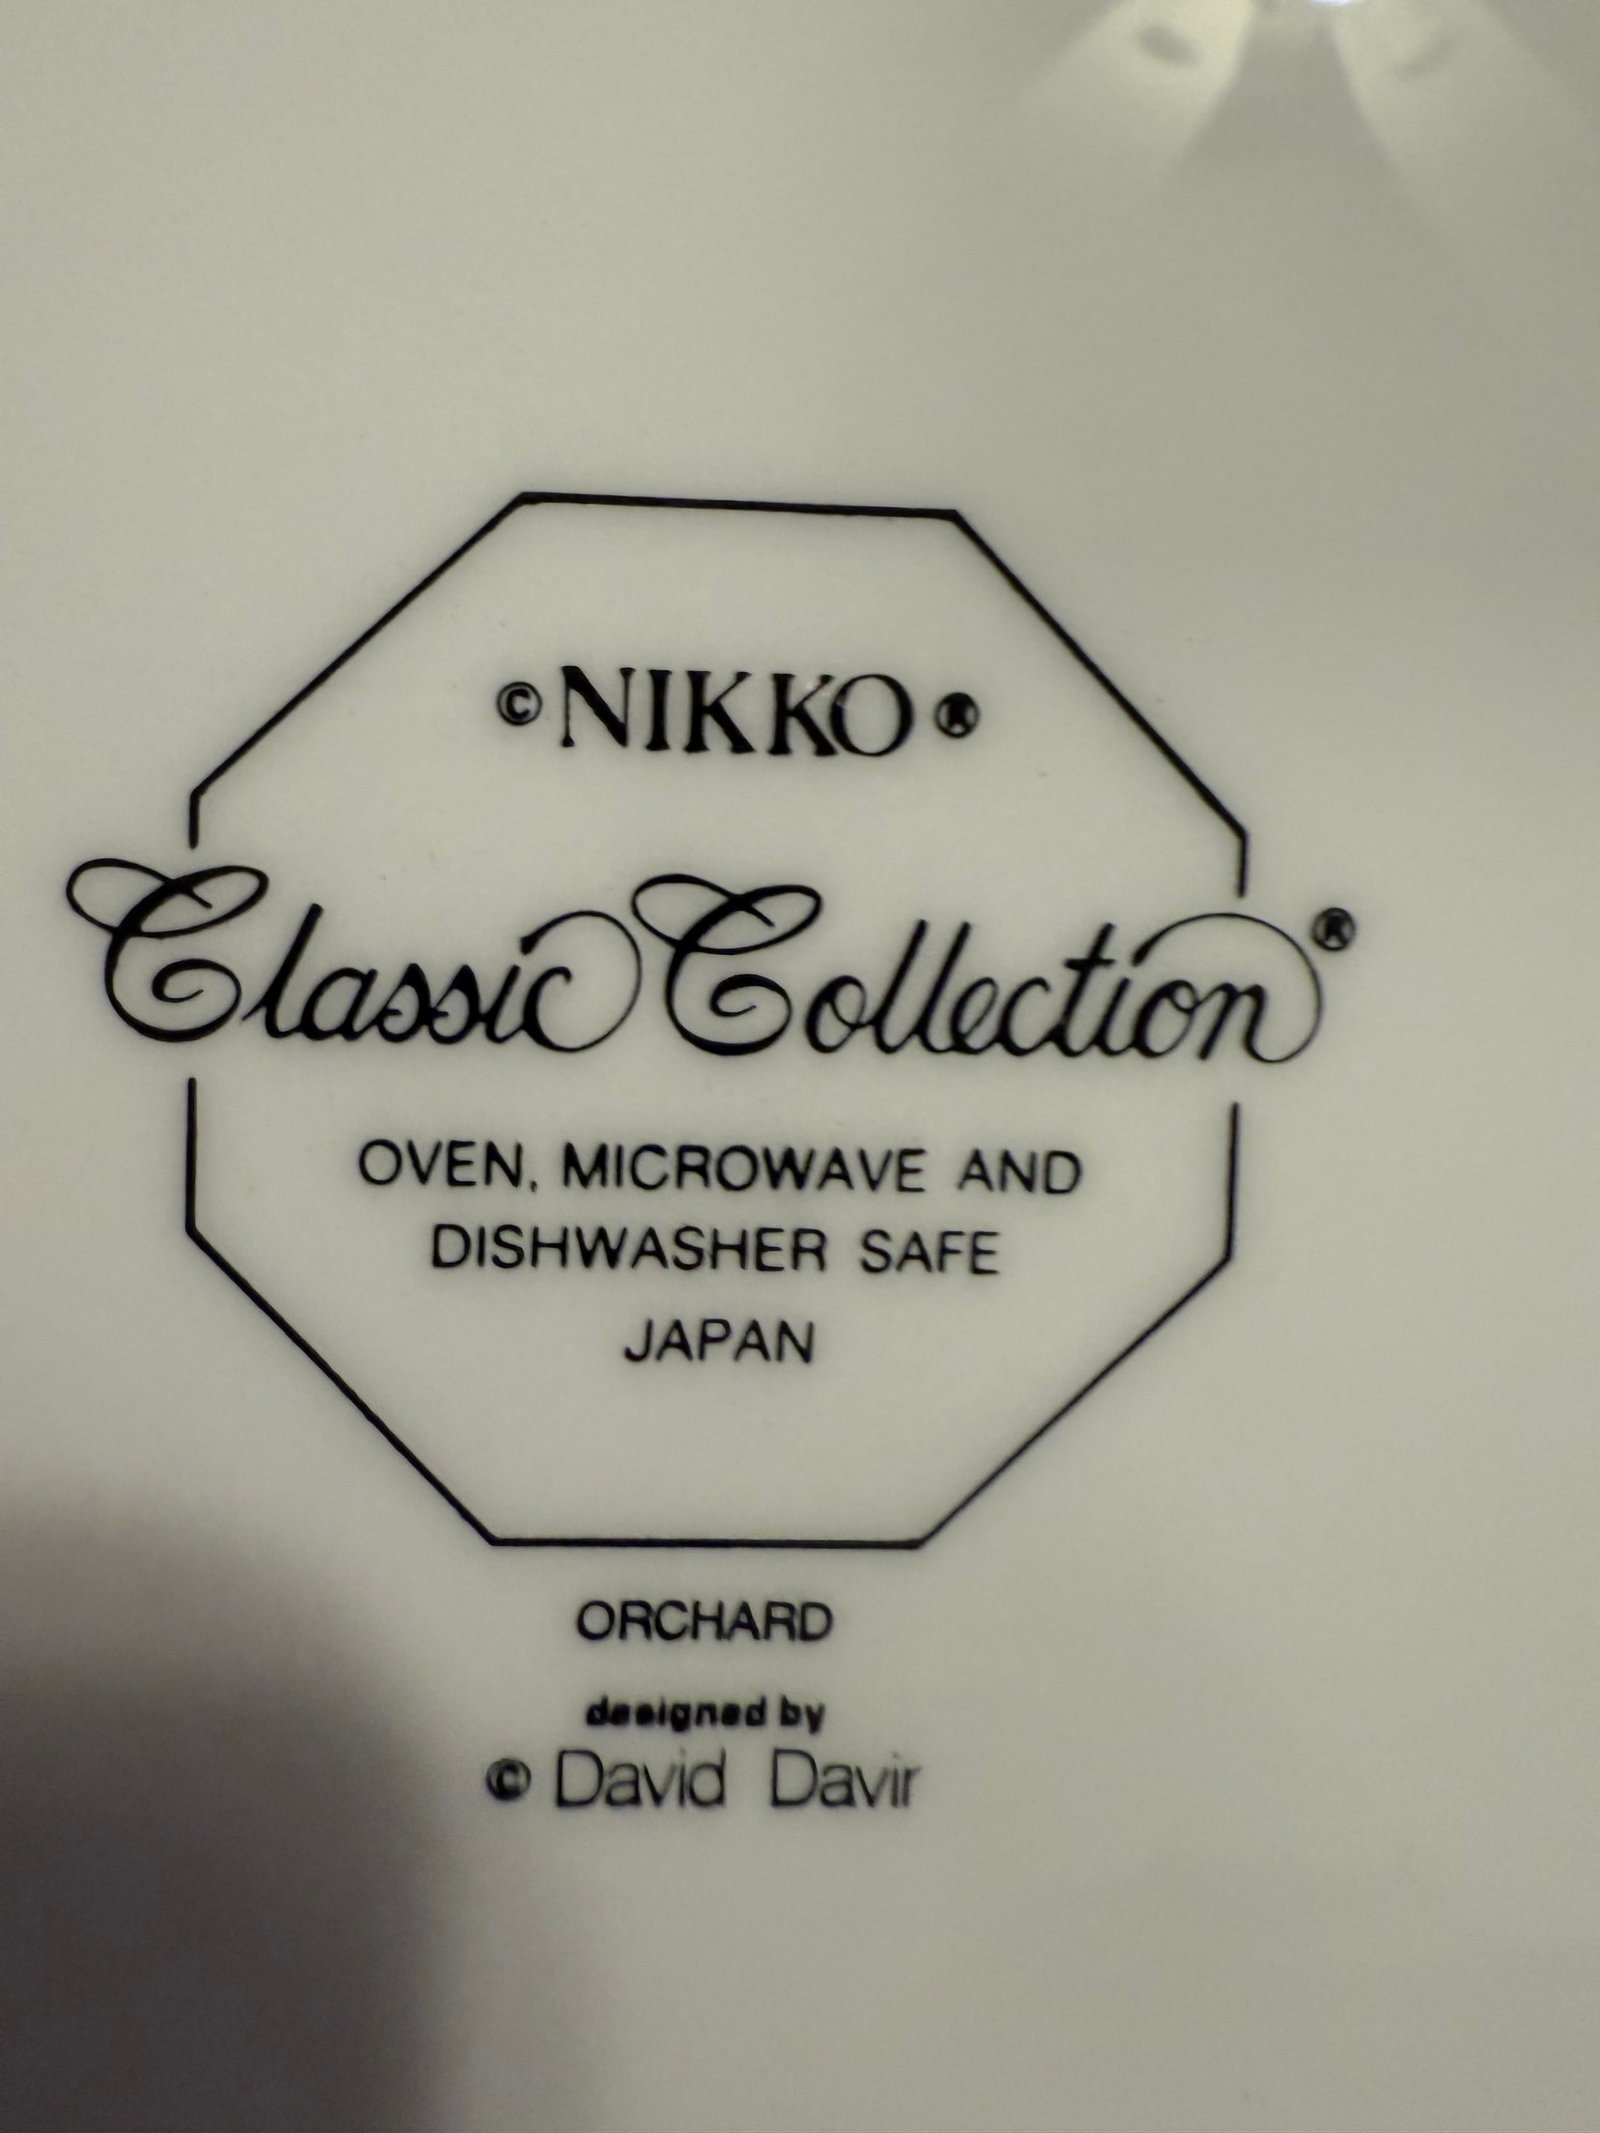 ©NIKKO®
Classic Collection®
OVEN, MICROWAVE AND
DISHWASHER SAFE
JAPAN
ORCHARD
designed by
© David Davir